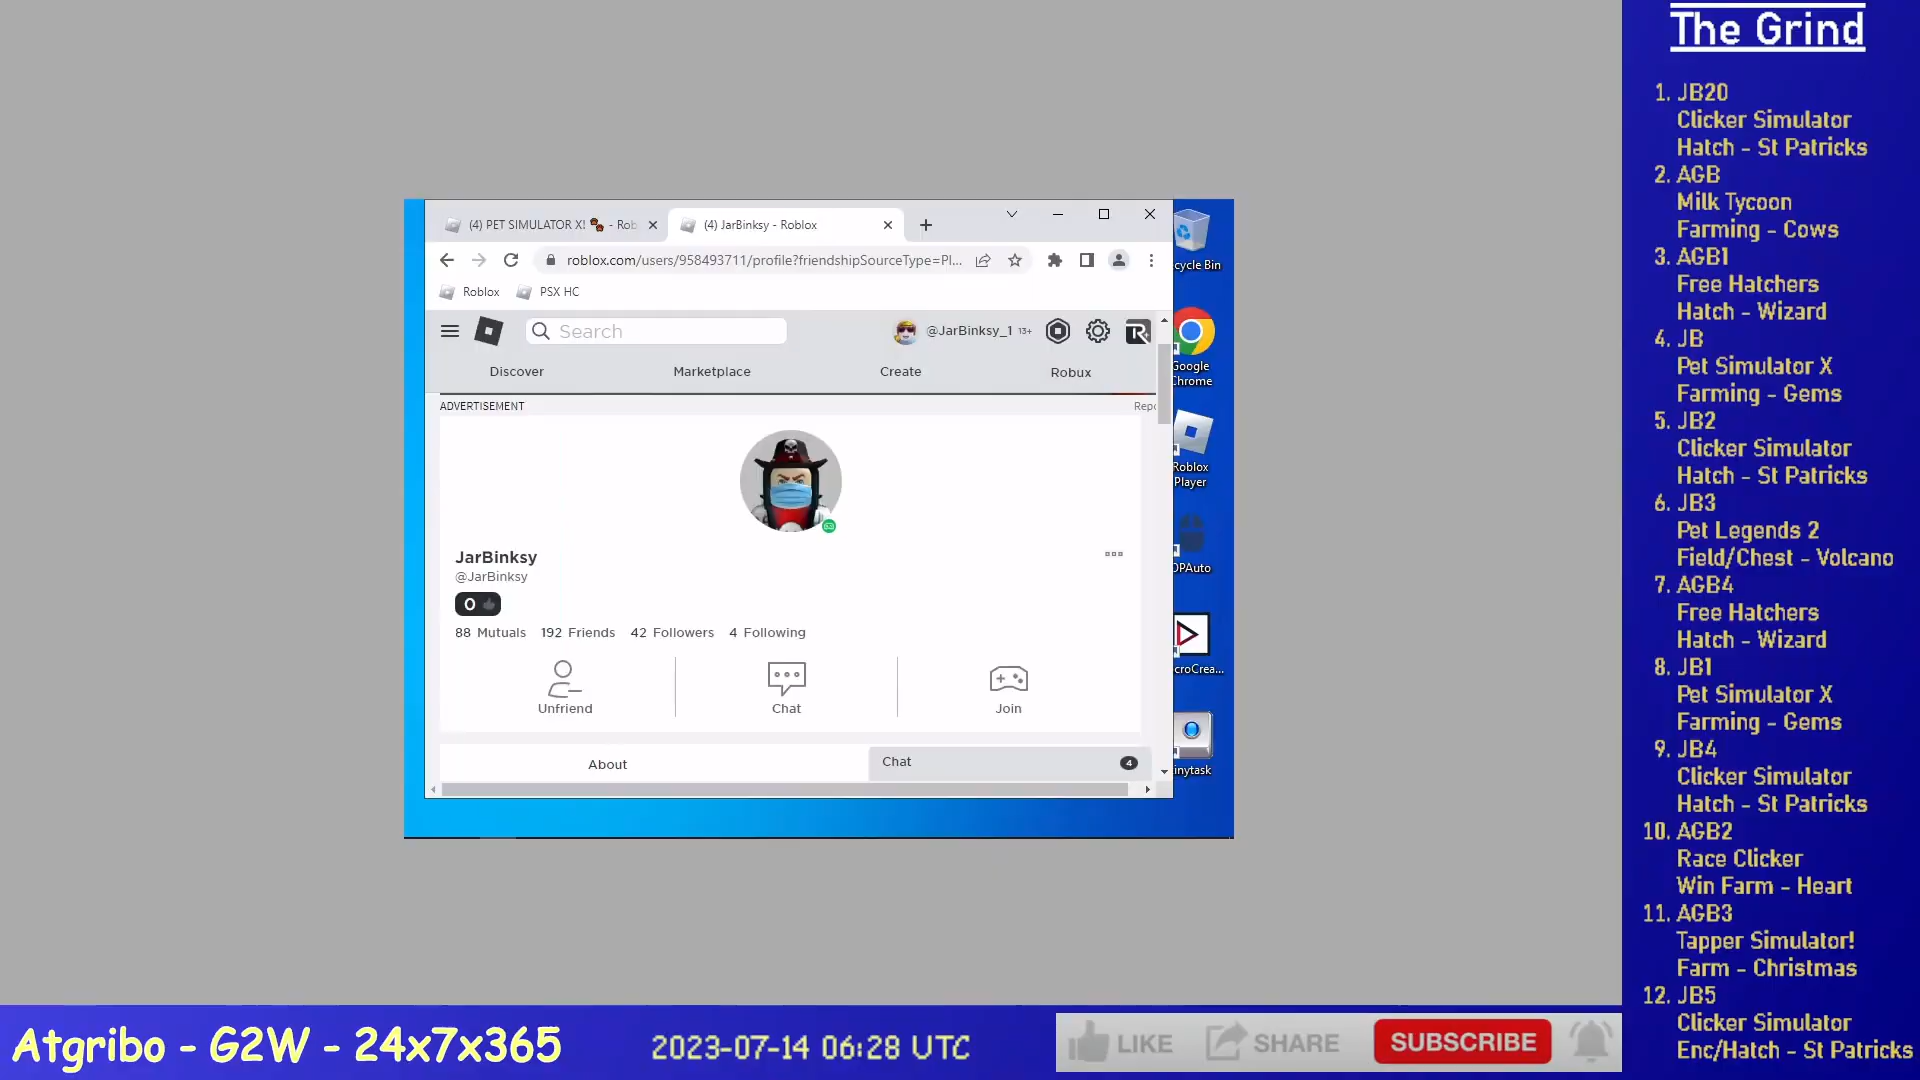 (4) PET SIMULATOR X! - Rob
(4) JarBinksy - Roblox
roblox.com/users/958493711/profile?friendshipSourceType=Pl...
Roblox
PSX HC
Search
@JarBinksy_1 13+
Discover
Marketplace
Create
Robux
ADVERTISEMENT
Repo
JarBinksy
@JarBinksy
0
88 Mutuals 192 Friends 42 Followers 4 Following
Unfriend
Chat
Join
About
Chat
4
cycle Bin
Google
Chrome
Roblox
Player
OPAuto
croCrea...
inytask
The Grind
1. JB20
Clicker Simulator
Hatch - St Patricks
2. AGB
Milk Tycoon
Farming - Cows
3. AGB1
Free Hatchers
Hatch - Wizard
4. JB
Pet Simulator X
Farming - Gems
5. JB2
Clicker Simulator
Hatch - St Patricks
6. JB3
Pet Legends 2
Field/Chest - Volcano
7. AGB4
Free Hatchers
Hatch - Wizard
8. JB1
Pet Simulator X
Farming - Gems
9. JB4
Clicker Simulator
Hatch - St Patricks
10. AGB2
Race Clicker
Win Farm - Heart
11. AGB3
Tapper Simulator!
Farm - Christmas
12. JB5
Clicker Simulator
Enc/Hatch - St Patricks
Atgribo - G2W - 24x7x365
2023-07-14 06:28 UTC
LIKE
SHARE
SUBSCRIBE